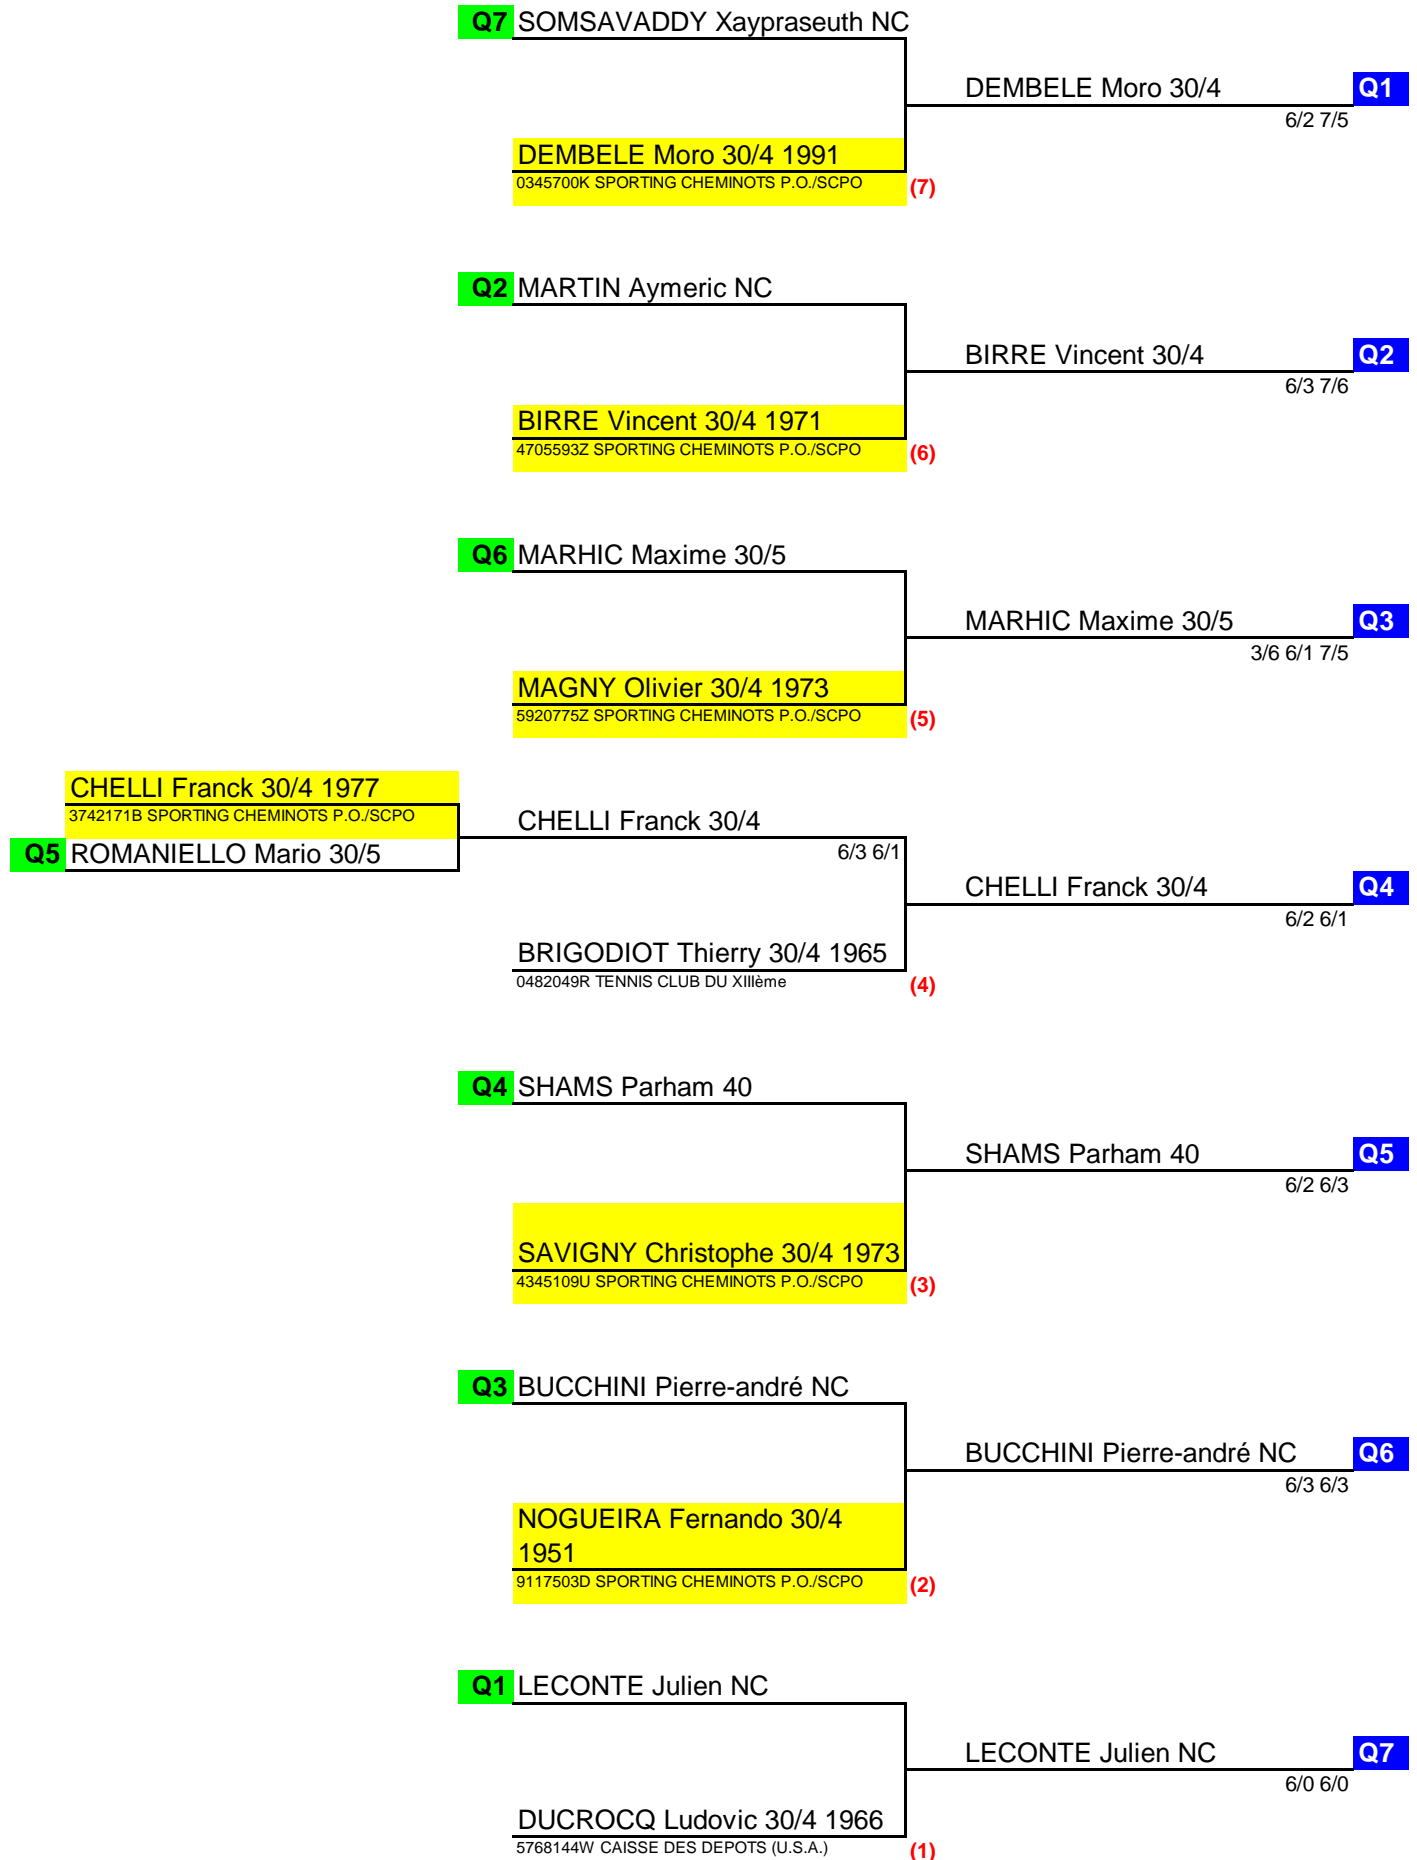 Q7 SOMSAVADDY Xaypraseuth NC
DEMBELE Moro 30/4 Q1
6/2 7/5
DEMBELE Moro 30/4 1991
0345700K SPORTING CHEMINOTS P.O./SCPO (7)
Q2 MARTIN Aymeric NC
BIRRE Vincent 30/4 Q2
6/3 7/6
BIRRE Vincent 30/4 1971
4705593Z SPORTING CHEMINOTS P.O./SCPO (6)
Q6 MARHIC Maxime 30/5
MARHIC Maxime 30/5 Q3
3/6 6/1 7/5
MAGNY Olivier 30/4 1973
5920775Z SPORTING CHEMINOTS P.O./SCPO (5)
CHELLI Franck 30/4 1977
3742171B SPORTING CHEMINOTS P.O./SCPO
CHELLI Franck 30/4
Q5 ROMANIELLO Mario 30/5
6/3 6/1
CHELLI Franck 30/4 Q4
6/2 6/1
BRIGODIOT Thierry 30/4 1965
0482049R TENNIS CLUB DU XIIIème (4)
Q4 SHAMS Parham 40
SHAMS Parham 40 Q5
6/2 6/3
SAVIGNY Christophe 30/4 1973
4345109U SPORTING CHEMINOTS P.O./SCPO (3)
Q3 BUCCHINI Pierre-andré NC
BUCCHINI Pierre-andré NC Q6
6/3 6/3
NOGUEIRA Fernando 30/4
1951
9117503D SPORTING CHEMINOTS P.O./SCPO (2)
Q1 LECONTE Julien NC
LECONTE Julien NC Q7
6/0 6/0
DUCROCQ Ludovic 30/4 1966
5768144W CAISSE DES DEPOTS (U.S.A.) (1)